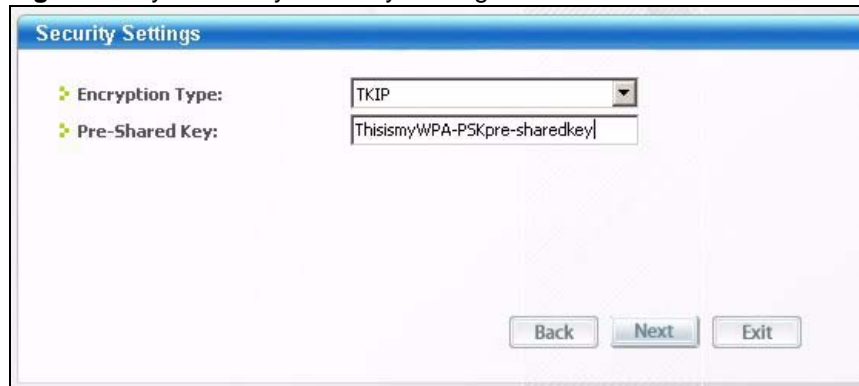 Security Settings
Encryption Type: TKIP
Pre-Shared Key: ThisismyWPA-PSKpre-sharedkey
Back Next Exit